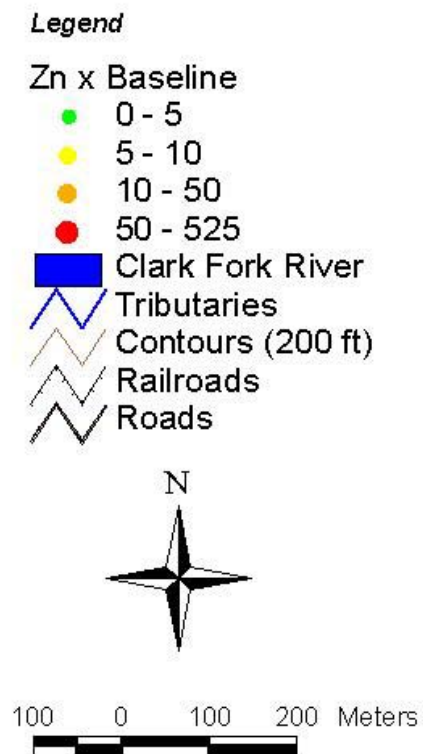 Legend
Zn x Baseline
0 - 5
5 - 10
10 - 50
50 - 525
Clark Fork River
Tributaries
Contours (200 ft)
Railroads
Roads
N
100 0 100 200 Meters